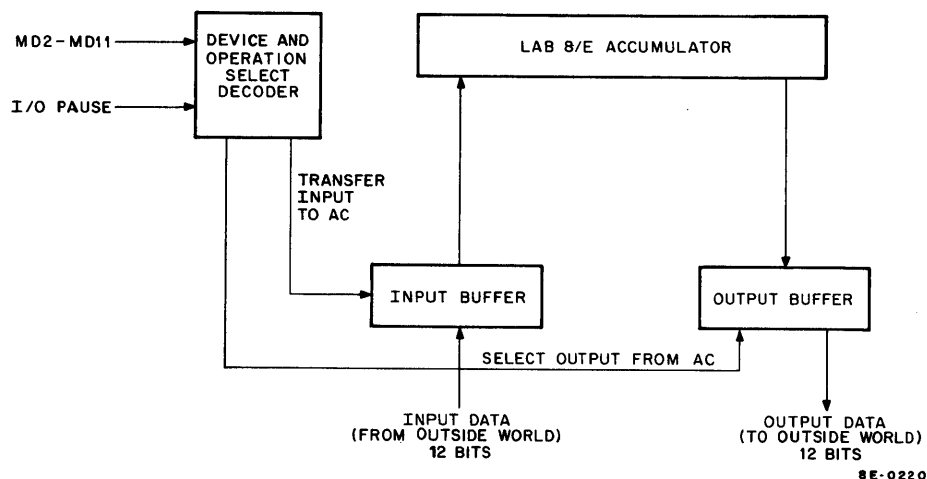 MD2-MD11
I/O PAUSE
DEVICE AND
OPERATION
SELECT
DECODER
LAB 8/E ACCUMULATOR
TRANSFER
INPUT
TO AC
INPUT BUFFER
OUTPUT BUFFER
SELECT OUTPUT FROM AC
INPUT DATA
(FROM OUTSIDE WORLD)
12 BITS
OUTPUT DATA
(TO OUTSIDE WORLD)
12 BITS
8E-0220